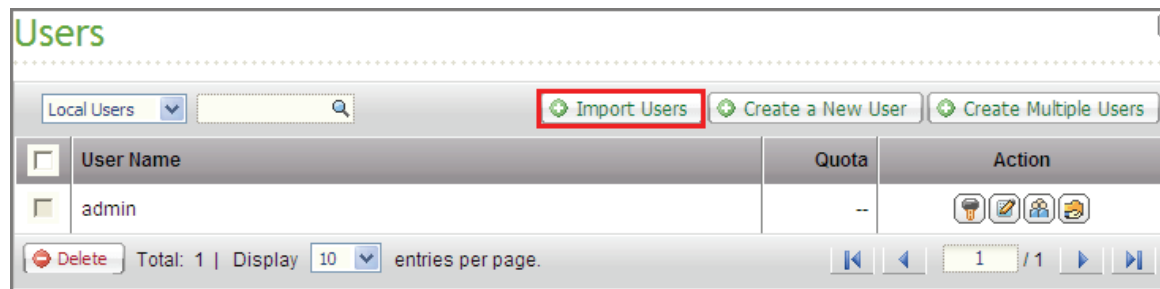 Users
Local Users Import Users Create a New User Create Multiple Users
User Name Quota Action
admin --
Delete Total: 1 | Display 10 entries per page. 1 / 1